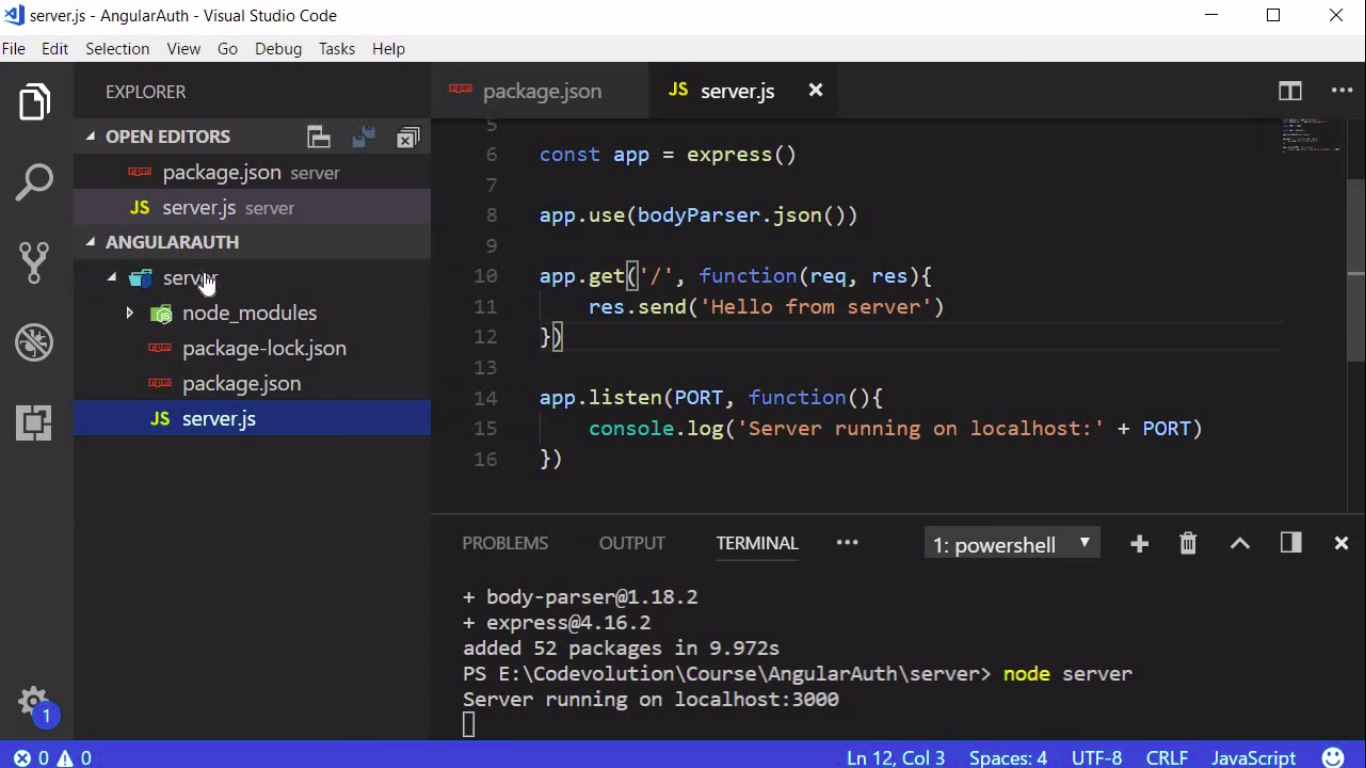 server.js - AngularAuth - Visual Studio Code
File Edit Selection View Go Debug Tasks Help
EXPLORER
OPEN EDITORS
package.json server
JS server.js server
ANGULARAUTH
server
node_modules
package-lock.json
package.json
JS server.js
package.json JS server.js
5
6 const app = express()
7
8 app.use(bodyParser.json())
9
10 app.get('/', function(req, res){
11 res.send('Hello from server')
12 })
13
14 app.listen(PORT, function(){
15 console.log('Server running on localhost:' + PORT)
16 })
PROBLEMS OUTPUT TERMINAL ••• 1: powershell
+ body-parser@1.18.2
+ express@4.16.2
added 52 packages in 9.972s
PS E:\Codevolution\Course\AngularAuth\server> node server
Server running on localhost:3000
1
0 0 Ln 12, Col 3 Spaces: 4 UTF-8 CRLF JavaScript